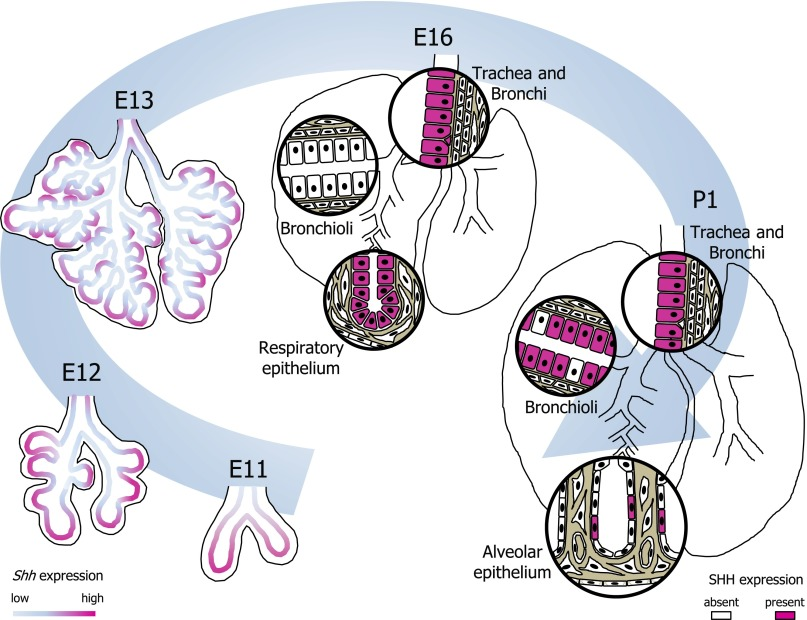 E16
Trachea and
Bronchi
E13
Bronchioli
P1
Trachea and
Bronchi
Respiratory
epithelium
E12
Bronchioli
E11
Alveolar
epithelium
Shh expression
low high
SHH expression
absent present